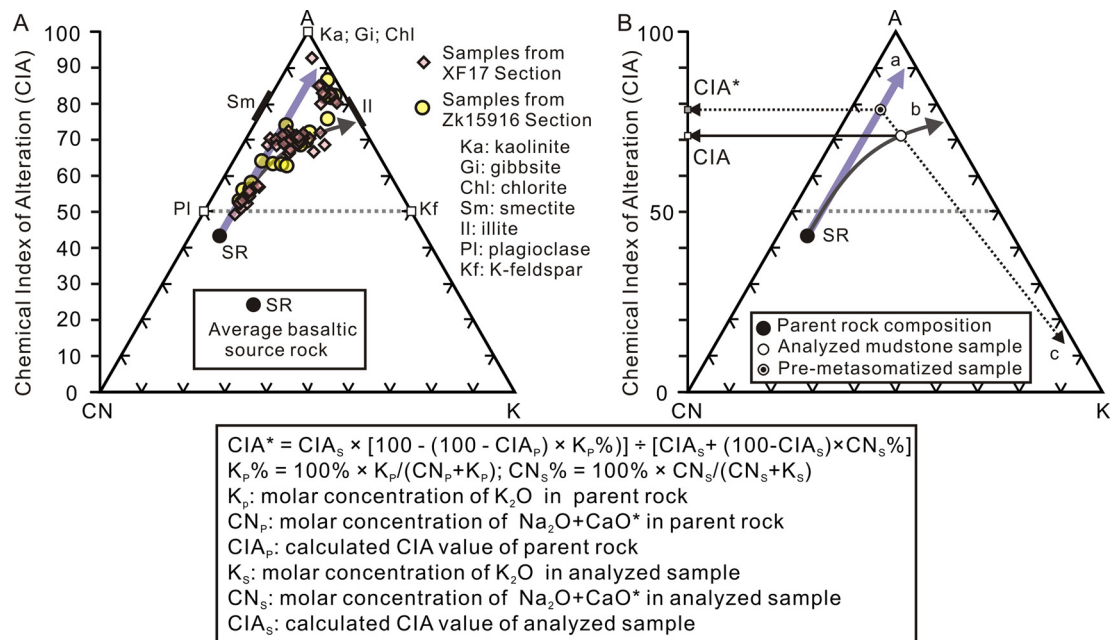 A
Chemical Index of Alteration (CIA)
100
90
80
70
60
50
40
30
20
10
0
A
Ka; Gi; Chl
Sm
Il
Pl
Kf
SR
CN
K
Samples from
XF17 Section
Samples from
Zk15916 Section
Ka: kaolinite
Gi: gibbsite
Chl: chlorite
Sm: smectite
Il: illite
Pl: plagioclase
Kf: K-feldspar
SR
Average basaltic
source rock
B
Chemical Index of Alteration (CIA)
100
50
0
A
a
b
c
CIA*
CIA
SR
CN
K
Parent rock composition
Analyzed mudstone sample
Pre-metasomatized sample
CIA* = CIAₛ × [100 - (100 - CIAₚ) × Kₚ%)] ÷ [CIAₛ+ (100-CIAₛ)×CNₛ%]
Kₚ% = 100% × Kₚ/(CNₚ+Kₚ); CNₛ% = 100% × CNₛ/(CNₛ+Kₛ)
Kₚ: molar concentration of K₂O in parent rock
CNₚ: molar concentration of Na₂O+CaO* in parent rock
CIAₚ: calculated CIA value of parent rock
Kₛ: molar concentration of K₂O in analyzed sample
CNₛ: molar concentration of Na₂O+CaO* in analyzed sample
CIAₛ: calculated CIA value of analyzed sample